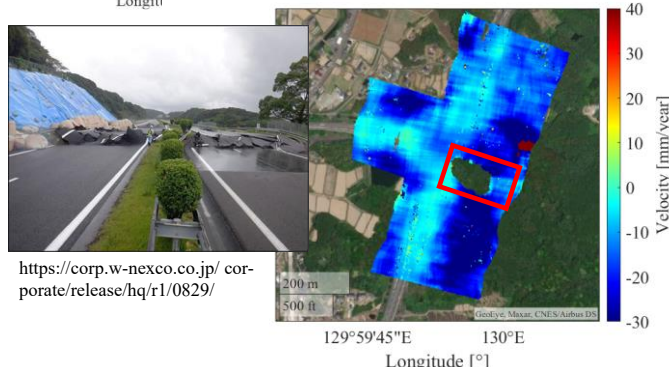 40
30
20
10
0
-10
-20
-30
Velocity [mm/year]
https://corp.w-nexco.co.jp/ cor-
porate/release/hq/r1/0829/
200 m
500 ft
GeoEye, Maxar, CNES/Airbus DS
129°59'45"E
130°E
Longitude [°]